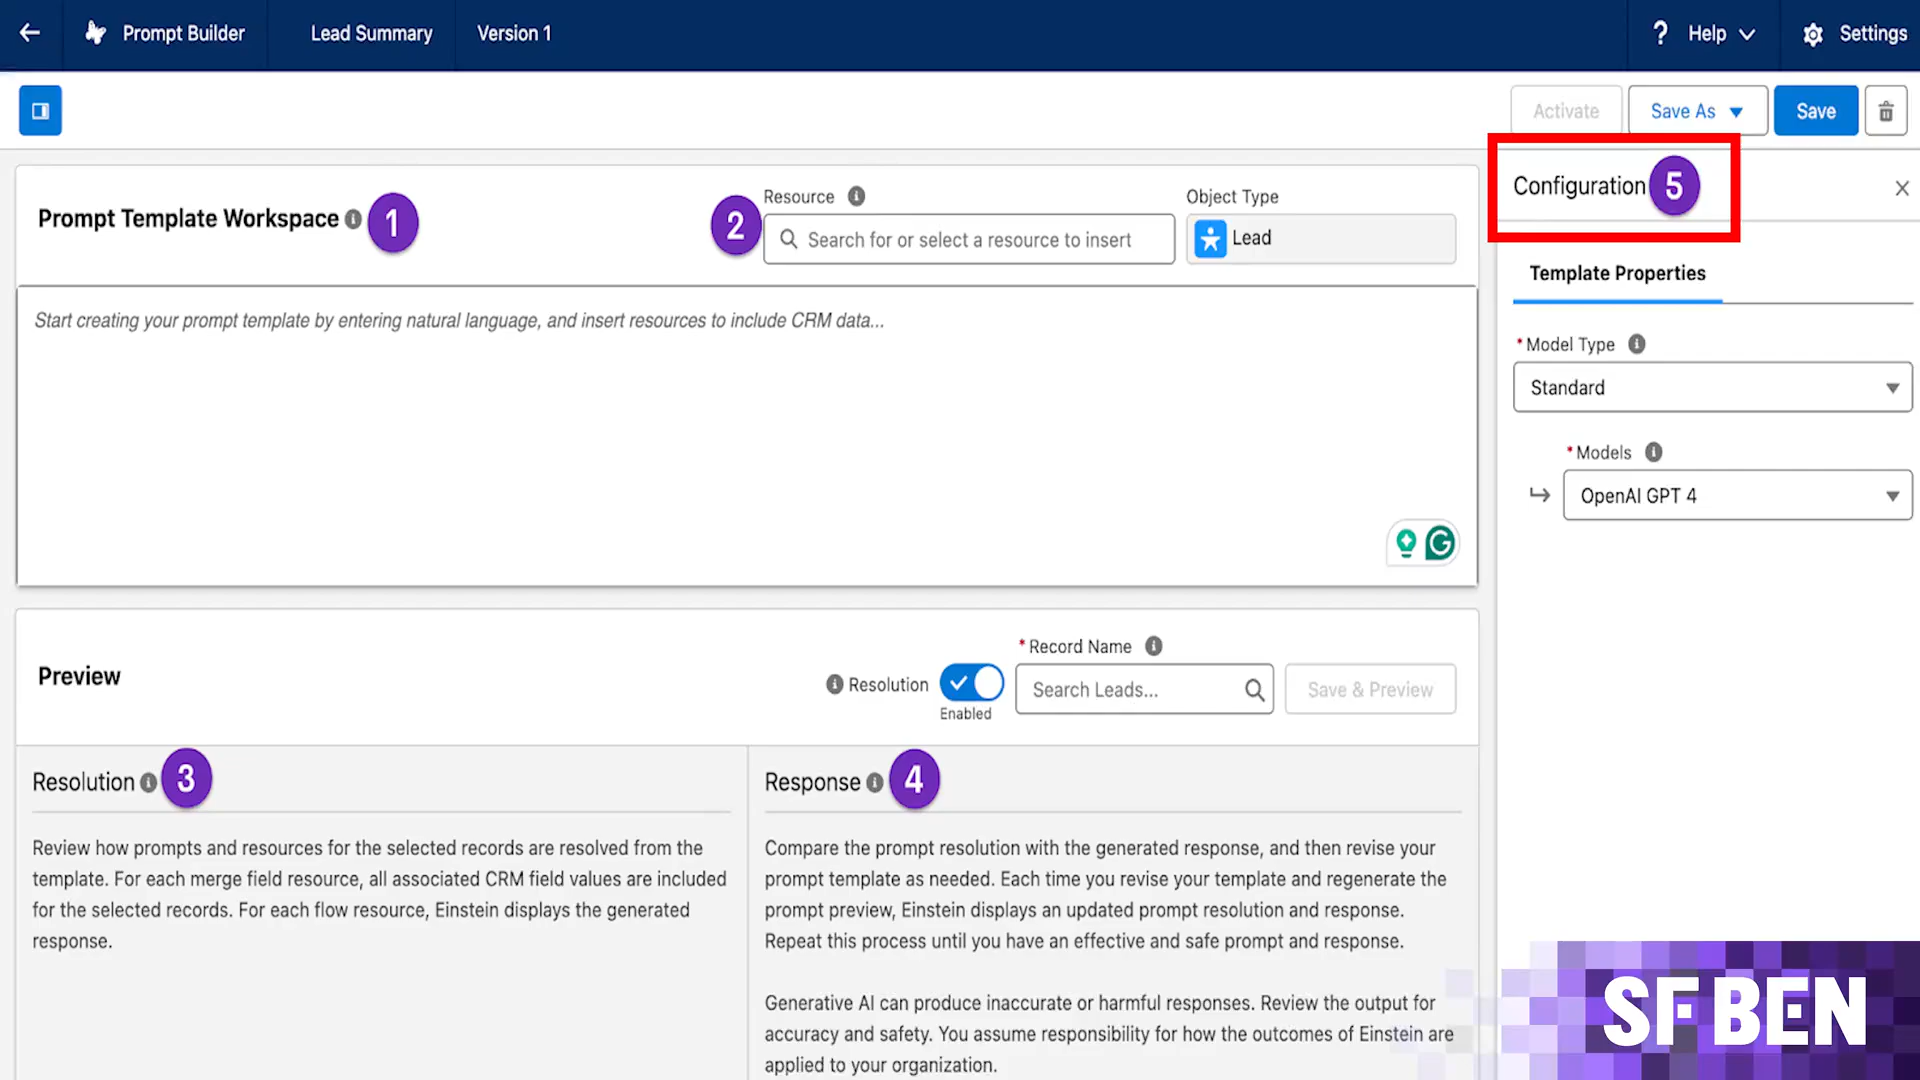 Prompt Builder
Lead Summary
Version 1
? Help
Settings
Activate
Save As
Save
Prompt Template Workspace
1
2
Resource
Search for or select a resource to insert
Object Type
Lead
Configuration
5
Start creating your prompt template by entering natural language, and insert resources to include CRM data...
Template Properties
* Model Type
Standard
* Models
OpenAI GPT 4
Preview
Resolution
Enabled
* Record Name
Search Leads...
Save & Preview
Resolution
3
Review how prompts and resources for the selected records are resolved from the
template. For each merge field resource, all associated CRM field values are included
for the selected records. For each flow resource, Einstein displays the generated
response.
Response
4
Compare the prompt resolution with the generated response, and then revise your
prompt template as needed. Each time you revise your template and regenerate the
prompt preview, Einstein displays an updated prompt resolution and response.
Repeat this process until you have an effective and safe prompt and response.
Generative AI can produce inaccurate or harmful responses. Review the output for
accuracy and safety. You assume responsibility for how the outcomes of Einstein are
applied to your organization.
SF BEN